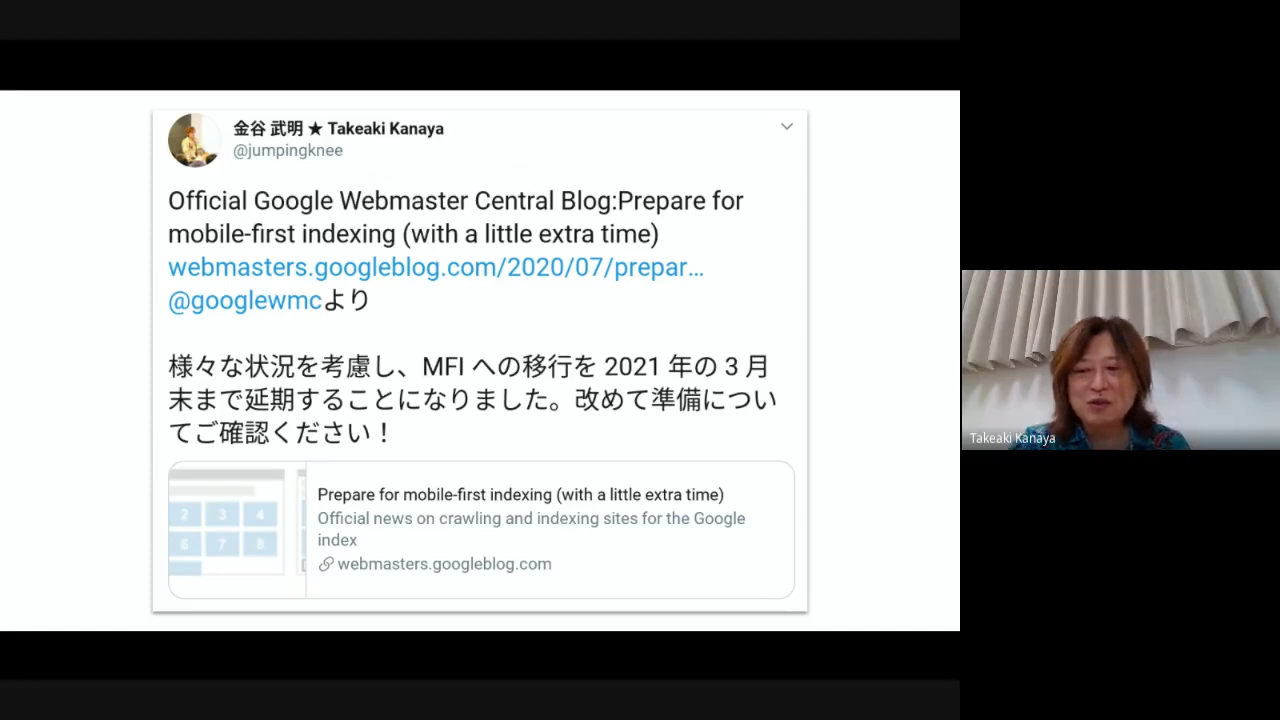 金谷 武明 ★ Takeaki Kanaya
@jumpingknee
Official Google Webmaster Central Blog:Prepare for
mobile-first indexing (with a little extra time)
webmasters.googleblog.com/2020/07/prepar…
@googlewmcより
様々な状況を考慮し、MFI への移行を 2021 年の 3 月
末まで延期することになりました。改めて準備につい
てご確認ください！
2 3 4
6 7 8
Prepare for mobile-first indexing (with a little extra time)
Official news on crawling and indexing sites for the Google
index
webmasters.googleblog.com
Takeaki Kanaya